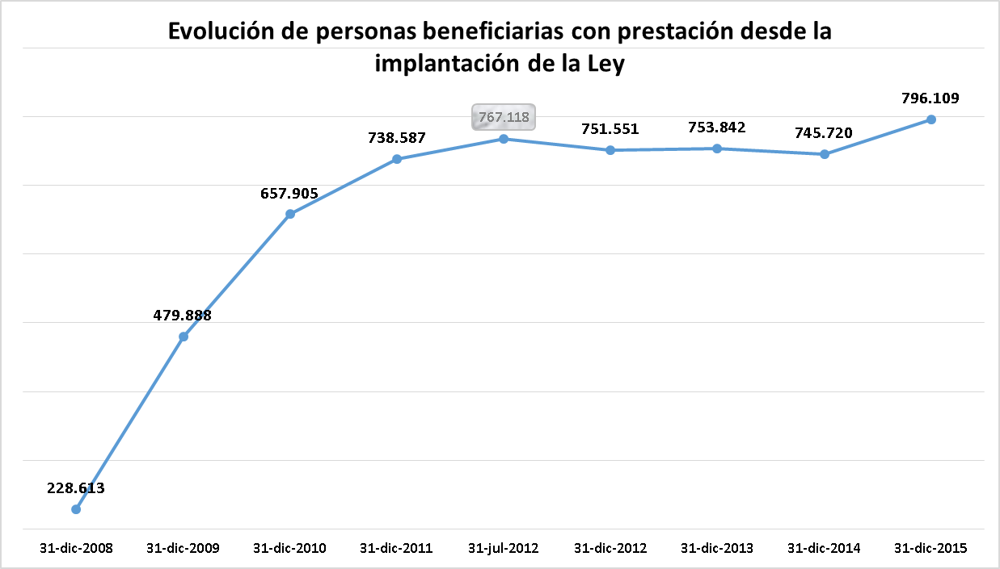 Evolución de personas beneficiarias con prestación desde la
implantación de la Ley
796.109
767.118
751.551
753.842
745.720
738.587
657.905
479.888
228.613
31-dic-2008
31-dic-2009
31-dic-2010
31-dic-2011
31-jul-2012
31-dic-2012
31-dic-2013
31-dic-2014
31-dic-2015